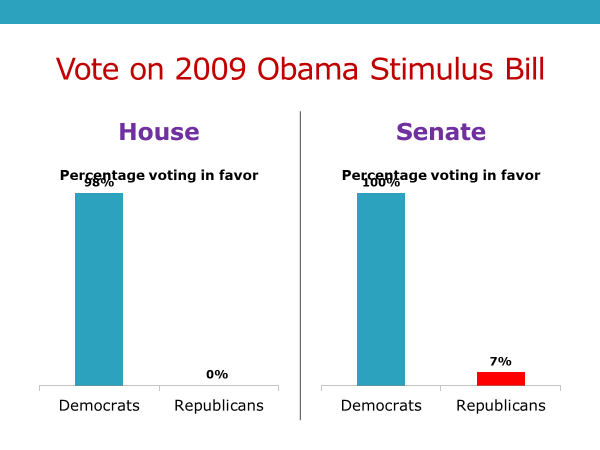 Vote on 2009 Obama Stimulus Bill
House
Percentage voting in favor
98%
0%
Democrats Republicans
Senate
Percentage voting in favor
100%
7%
Democrats Republicans